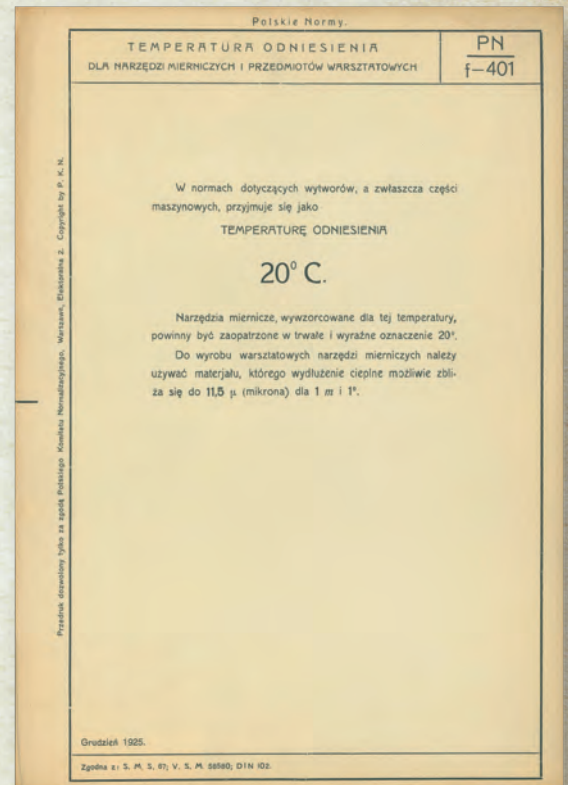 Polskie Normy.
TEMPERATURA ODNIESIENIA
DLA NARZĘDZI MIERNICZYCH I PRZEDMIOTÓW WARSZTATOWYCH
PN
f—401
W normach dotyczących wytworów, a zwłaszcza części
maszynowych, przyjmuje się jako
TEMPERATURĘ ODNIESIENIA
20° C.
Narzędzia miernicze, wywzorcowane dla tej temperatury,
powinny być zaopatrzone w trwałe i wyraźne oznaczenie 20°.
Do wyrobu warsztatowych narzędzi mierniczych należy
używać materjału, którego wydłużenie cieplne możliwie zbli-
ża się do 11,5 μ (mikrona) dla 1 m i 1°.
Przedruk dozwolony tylko za zgodą Polskiego Komitetu Normalizacyjnego, Warszawa, Elektoralna 2. Copyright by P. K. N.
Grudzień 1925.
Zgodna z: S. M. S. 67; V. S. M. 58580; DIN 102.